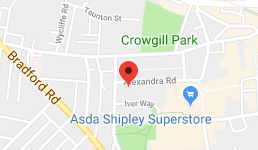 Taunton St
Wycliffe Rd
Crowgill Park
Bradford Rd
Alexandra Rd
Iver Way
Asda Shipley Superstore